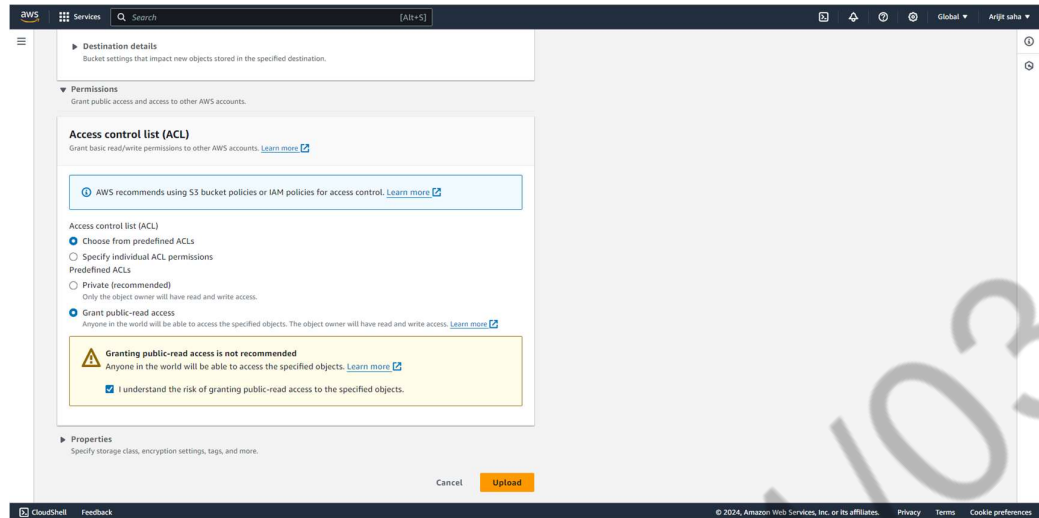 aws Services Search [Alt+S] Global Arijit saha
Destination details
Bucket settings that impact new objects stored in the specified destination.
Permissions
Grant public access and access to other AWS accounts.
Access control list (ACL)
Grant basic read/write permissions to other AWS accounts. Learn more
AWS recommends using S3 bucket policies or IAM policies for access control. Learn more
Access control list (ACL)
Choose from predefined ACLs
Specify individual ACL permissions
Predefined ACLs
Private (recommended)
Only the object owner will have read and write access.
Grant public-read access
Anyone in the world will be able to access the specified objects. The object owner will have read and write access. Learn more
Granting public-read access is not recommended
Anyone in the world will be able to access the specified objects. Learn more
I understand the risk of granting public-read access to the specified objects.
Properties
Specify storage class, encryption settings, tags, and more.
Cancel Upload
CloudShell Feedback © 2024, Amazon Web Services, Inc. or its affiliates. Privacy Terms Cookie preferences